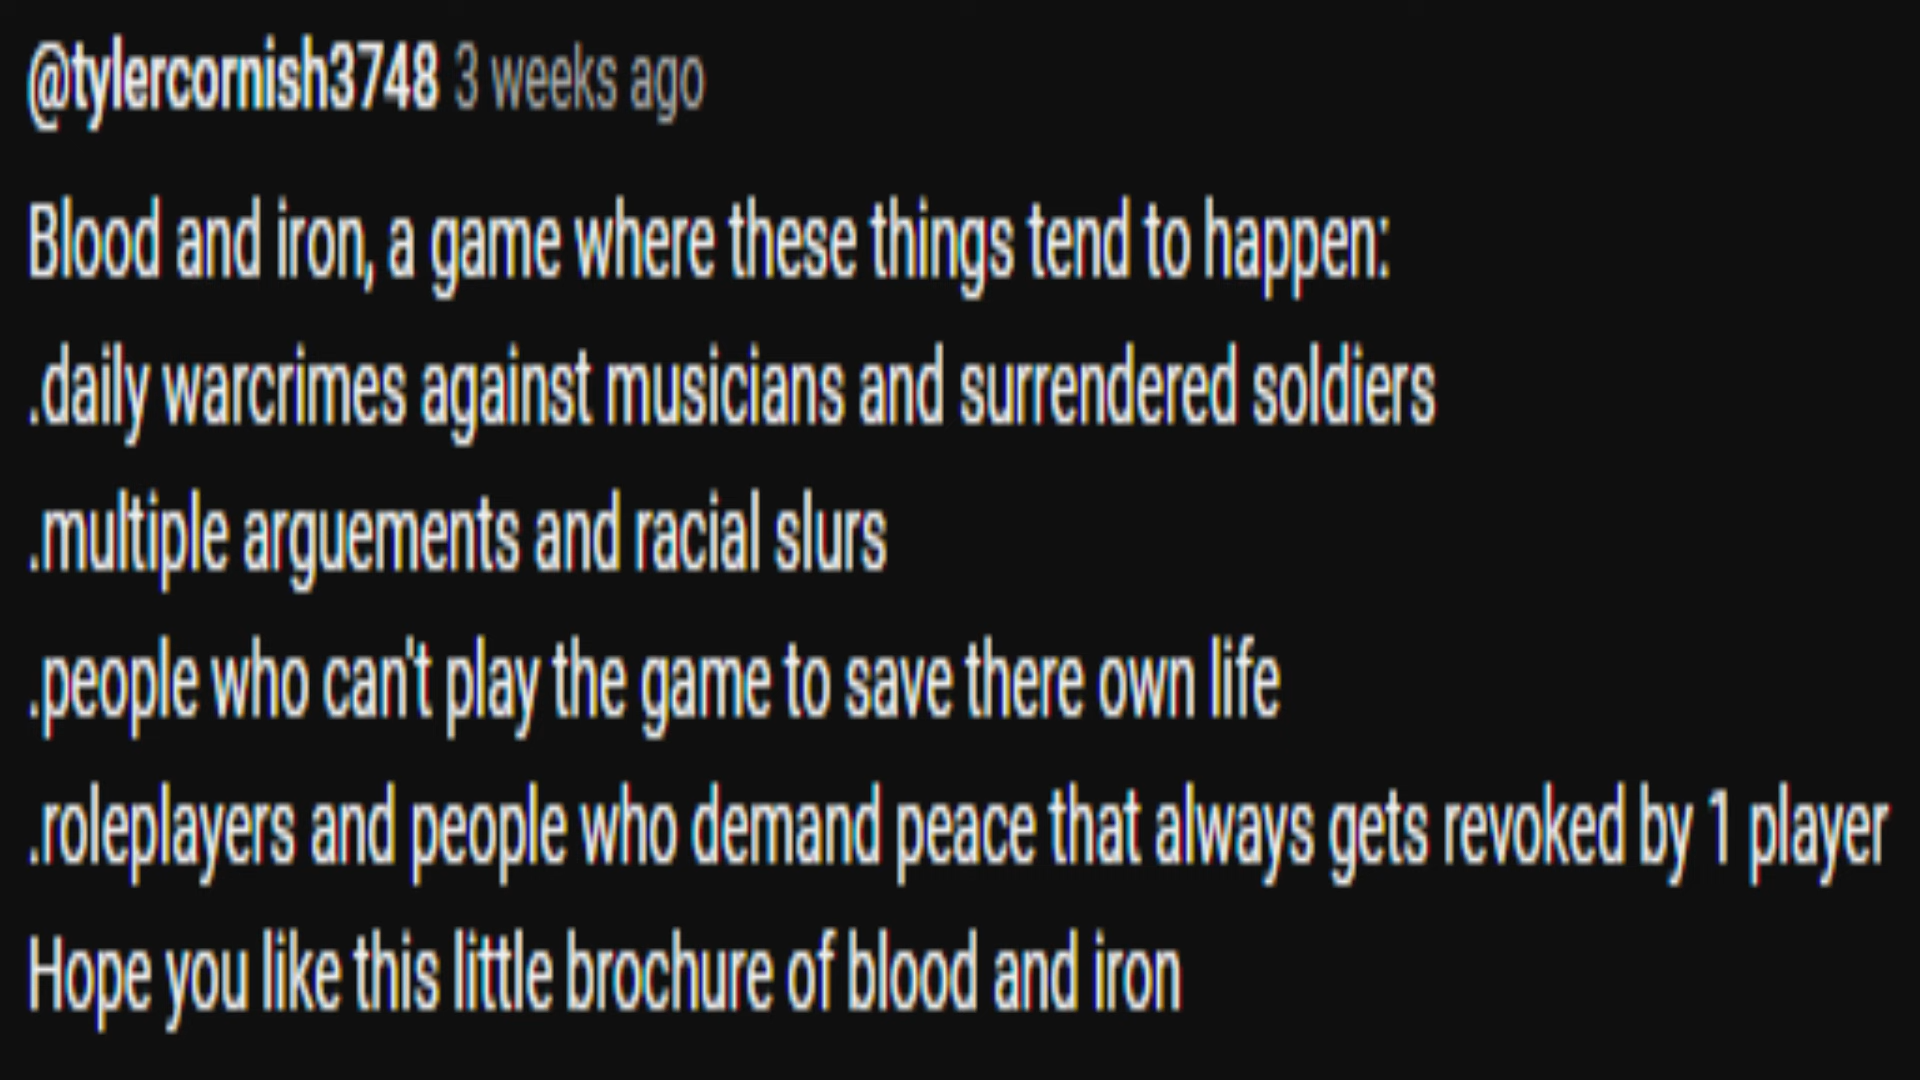 @tylercornish3748 3 weeks ago
Blood and iron, a game where these things tend to happen:
.daily warcrimes against musicians and surrendered soldiers
.multiple arguements and racial slurs
.people who can't play the game to save there own life
.roleplayers and people who demand peace that always gets revoked by 1 player
Hope you like this little brochure of blood and iron